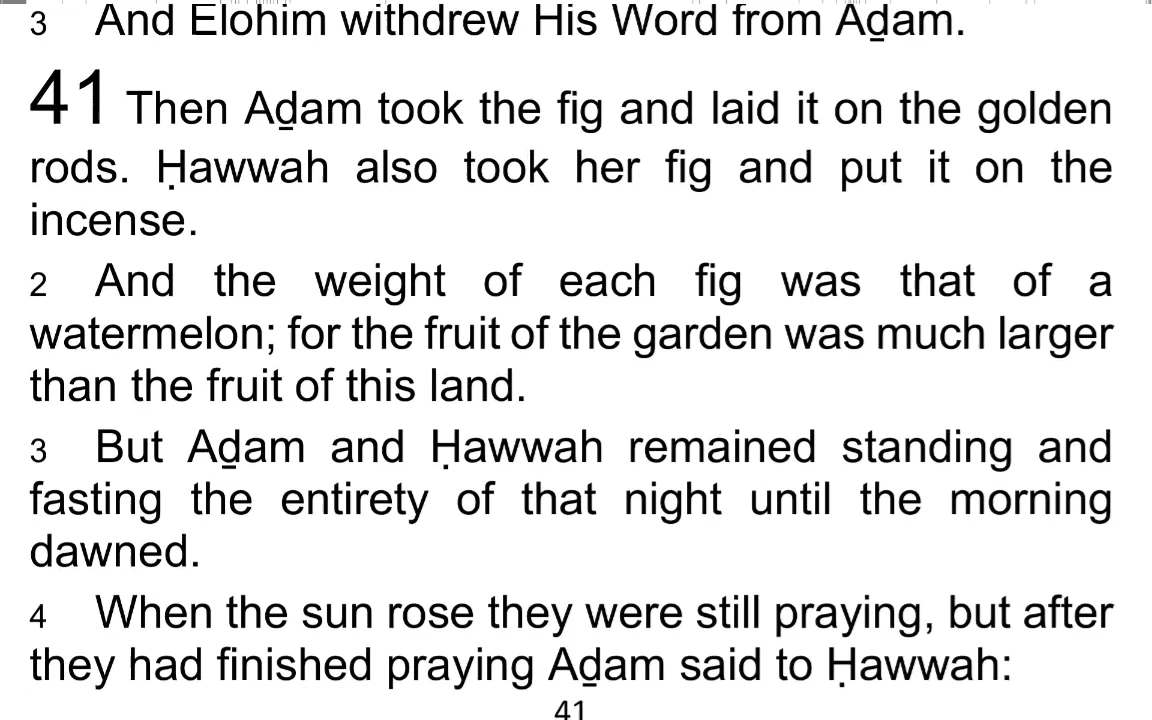 3 And Elohim withdrew His Word from Aḏam.
41 Then Aḏam took the fig and laid it on the golden
rods. Ḥawwah also took her fig and put it on the
incense.
2 And the weight of each fig was that of a
watermelon; for the fruit of the garden was much larger
than the fruit of this land.
3 But Aḏam and Ḥawwah remained standing and
fasting the entirety of that night until the morning
dawned.
4 When the sun rose they were still praying, but after
they had finished praying Aḏam said to Ḥawwah:
41